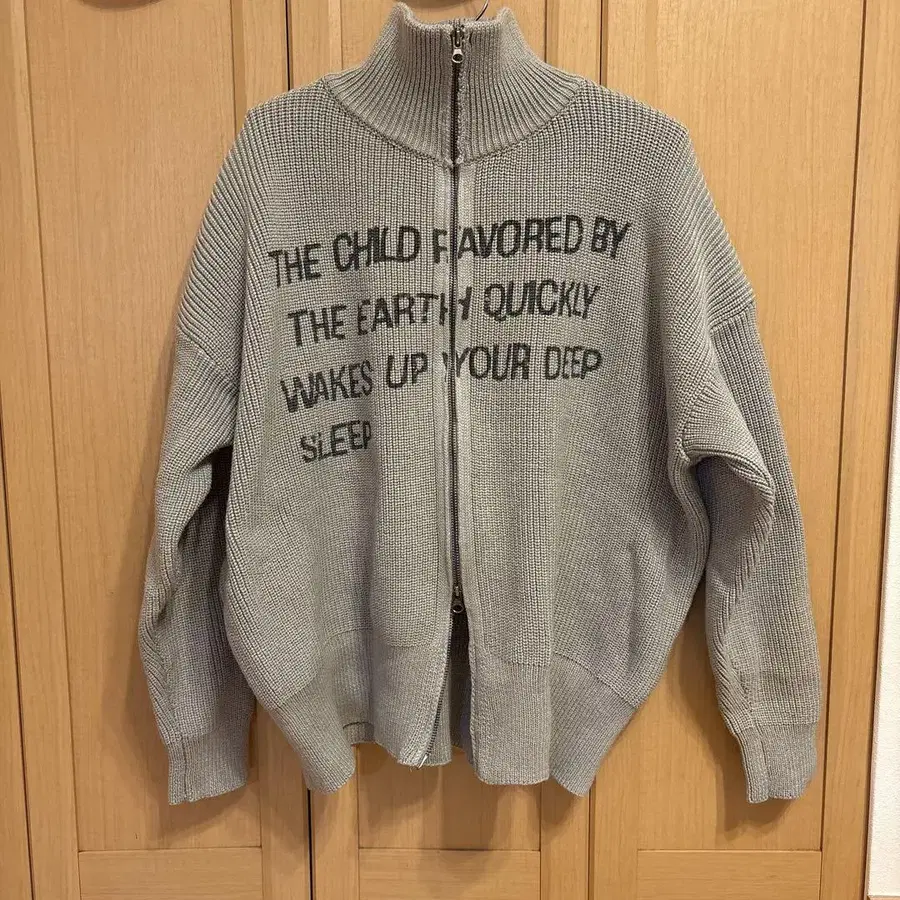 THE CHILD FAVORED BY
THE EARTH QUICKLY
WAKES UP YOUR DEEP
SLEEP